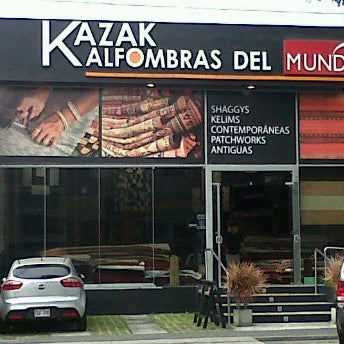 KAZAK
ALFOMBRAS DEL MUND
SHAGGYS
KELIMS
CONTEMPORÁNEAS
PATCHWORKS
ANTIGUAS